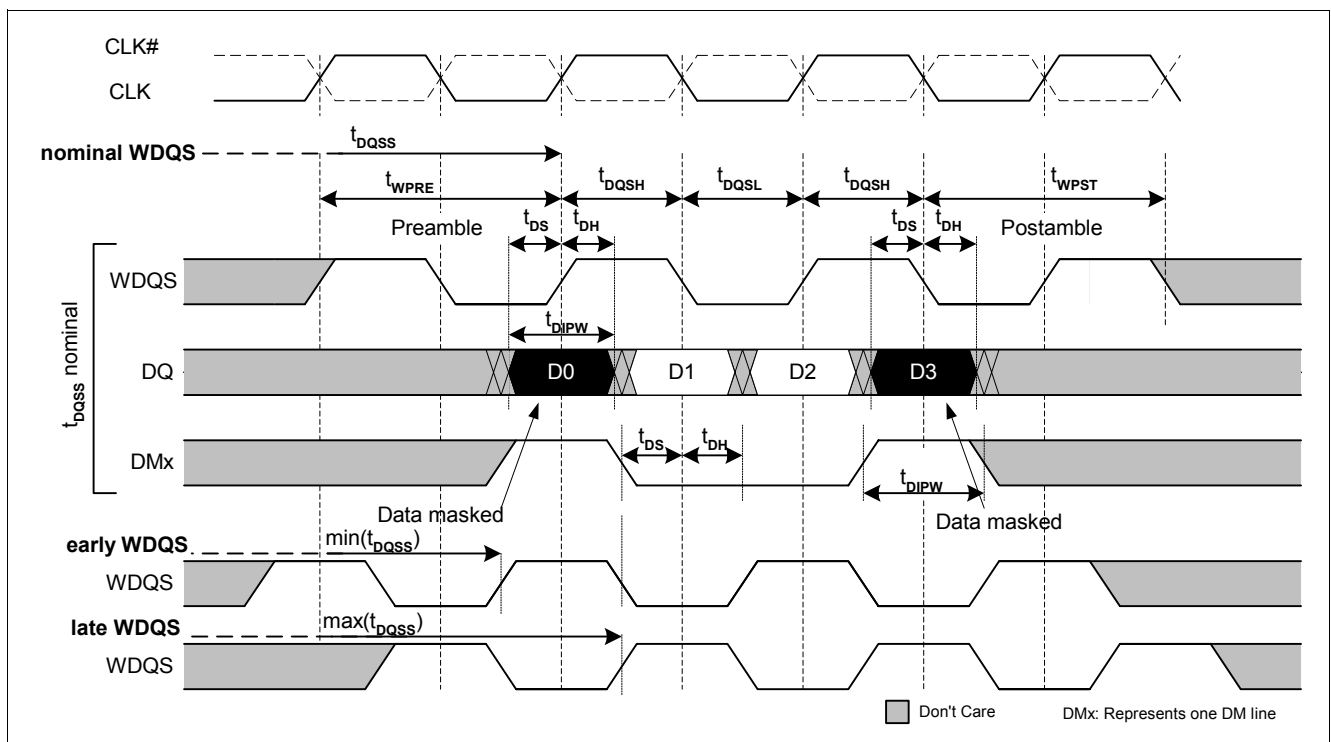 CLK#
CLK
nominal WDQS
tDQSS
tWPRE
tDQSH
tDQSL
tDQSH
tWPST
Preamble
tDS
tDH
tDS
tDH
Postamble
tDQSS nominal
WDQS
tDIPW
DQ
D0
D1
D2
D3
tDS
tDH
DMx
tDIPW
Data masked
Data masked
early WDQS
min(tDQSS)
WDQS
late WDQS
max(tDQSS)
WDQS
Don't Care
DMx: Represents one DM line